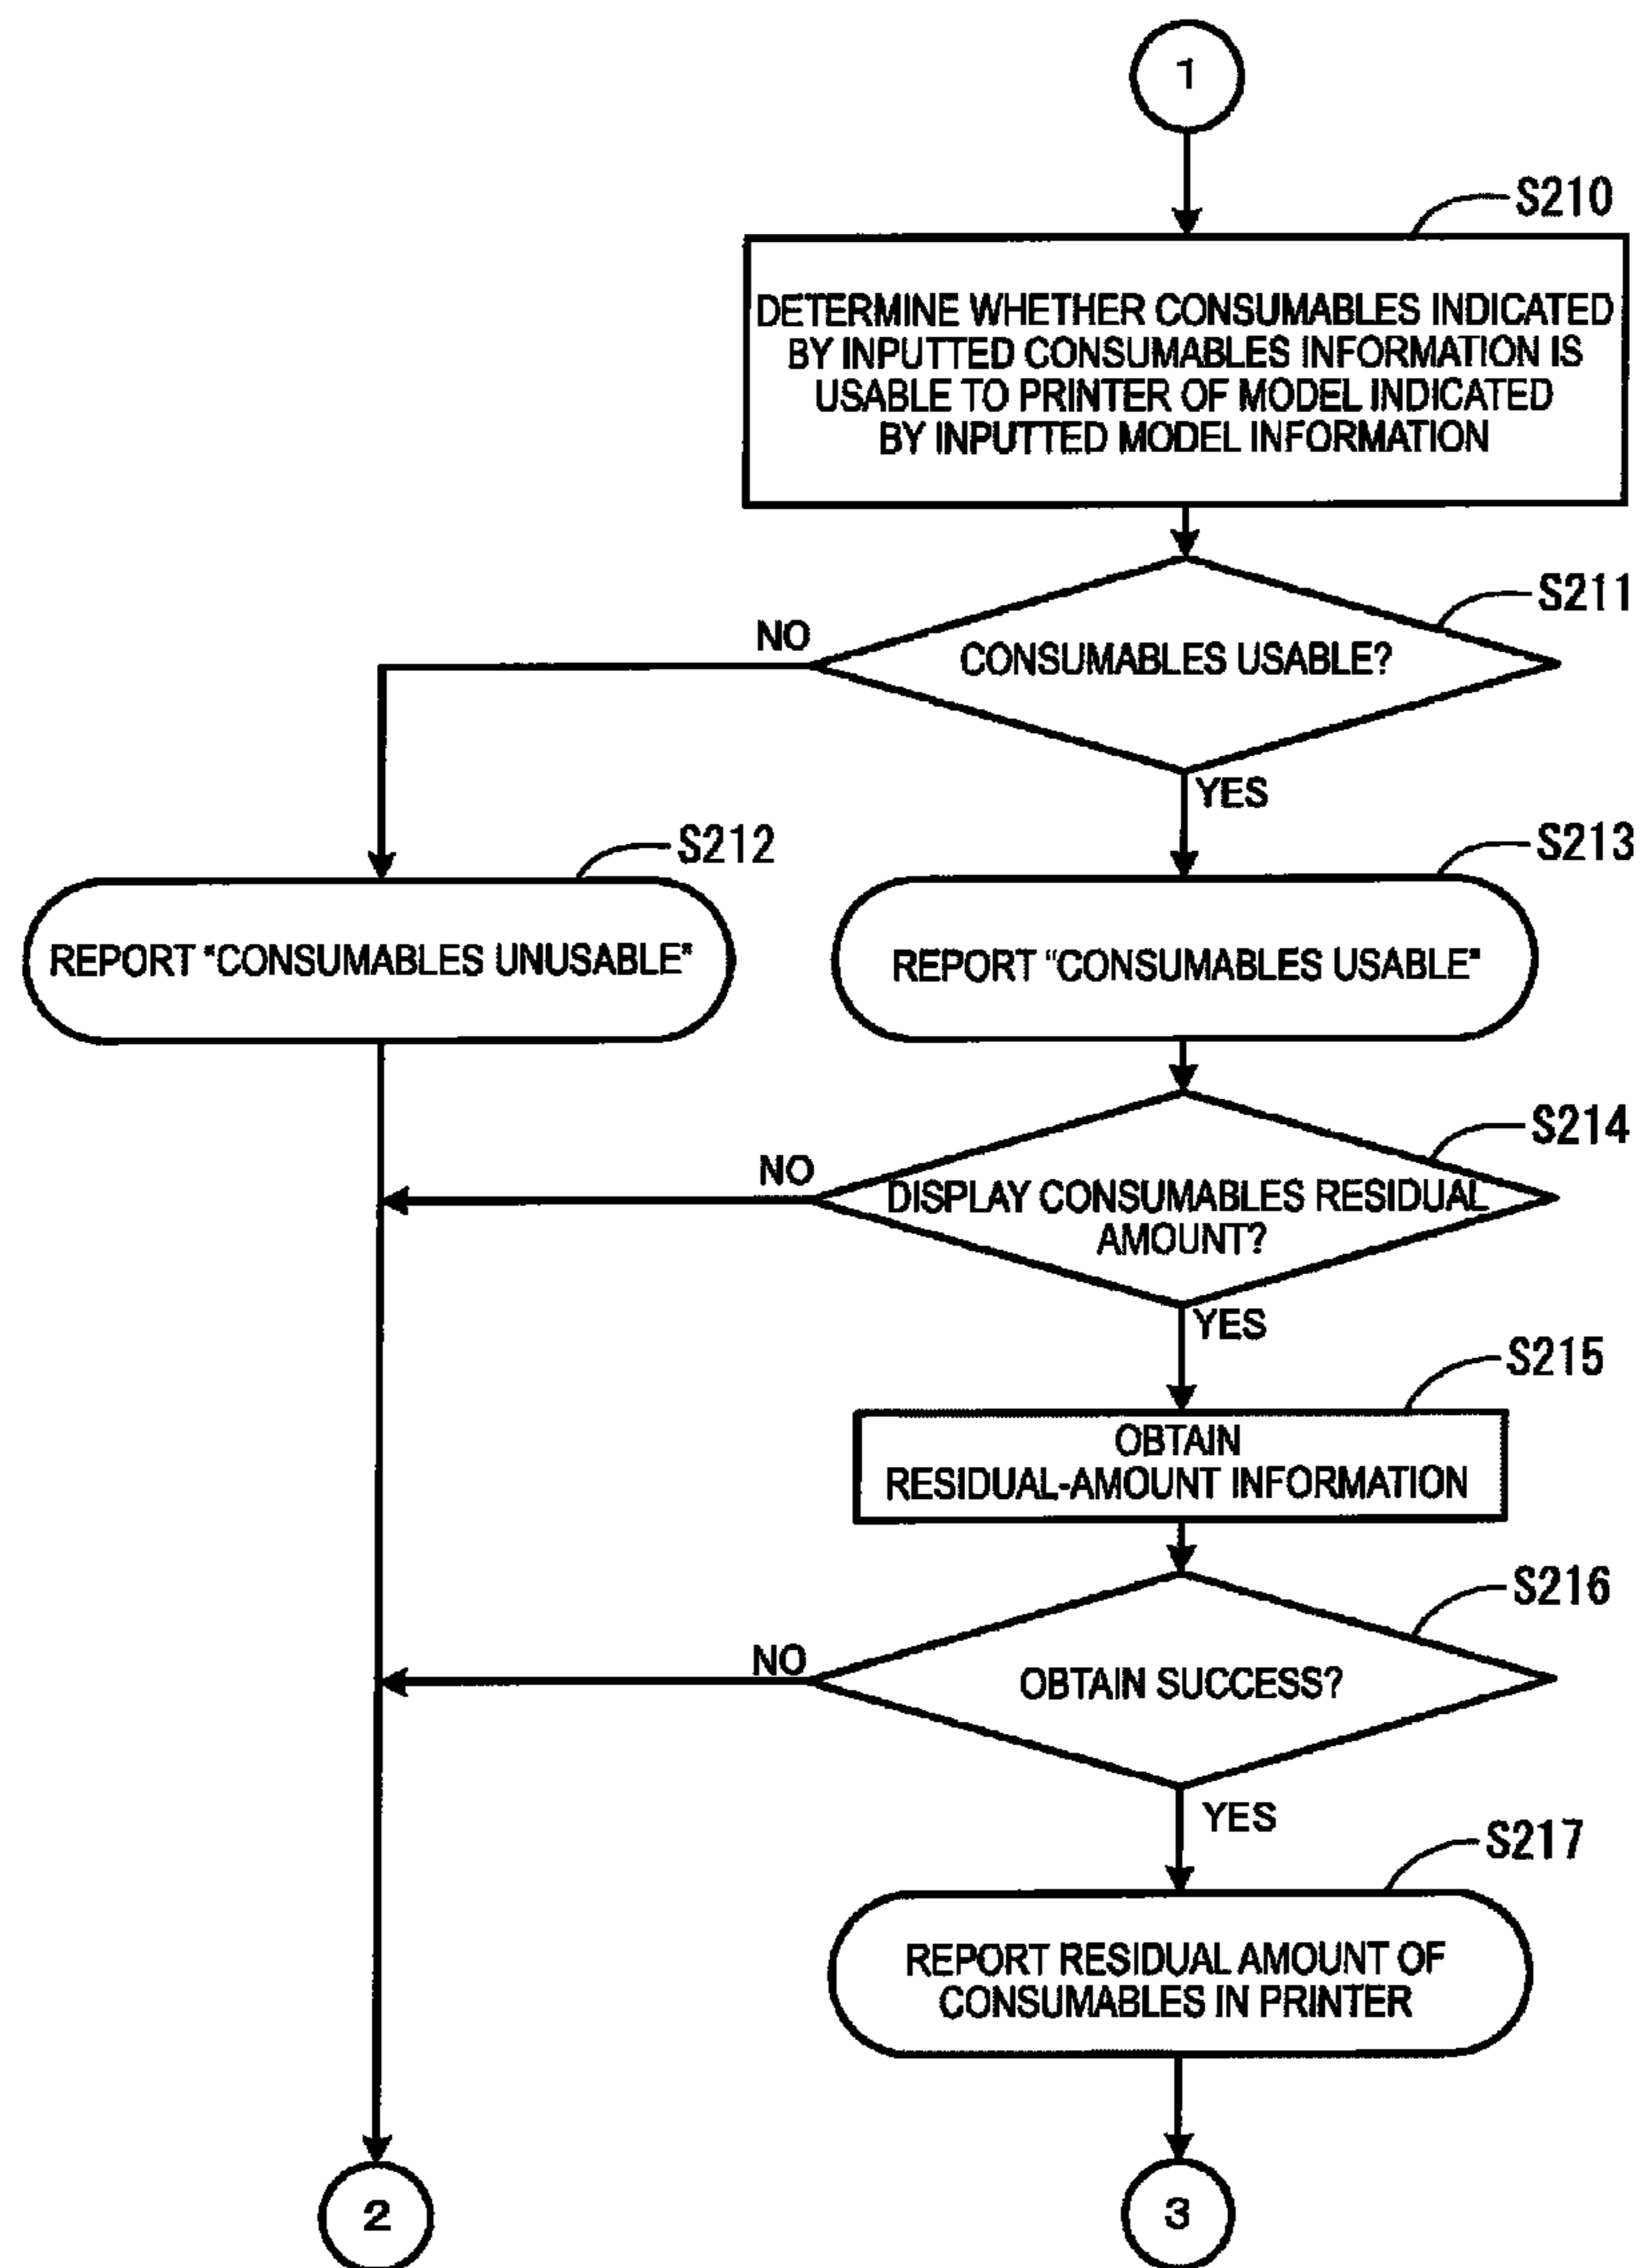 1
S210
DETERMINE WHETHER CONSUMABLES INDICATED
BY INPUTTED CONSUMABLES INFORMATION IS
USABLE TO PRINTER OF MODEL INDICATED
BY INPUTTED MODEL INFORMATION
S211
NO
CONSUMABLES USABLE?
YES
S212
S213
REPORT "CONSUMABLES UNUSABLE"
REPORT "CONSUMABLES USABLE"
S214
NO
DISPLAY CONSUMABLES RESIDUAL
AMOUNT?
YES
S215
OBTAIN
RESIDUAL-AMOUNT INFORMATION
S216
NO
OBTAIN SUCCESS?
YES
S217
REPORT RESIDUAL AMOUNT OF
CONSUMABLES IN PRINTER
2
3